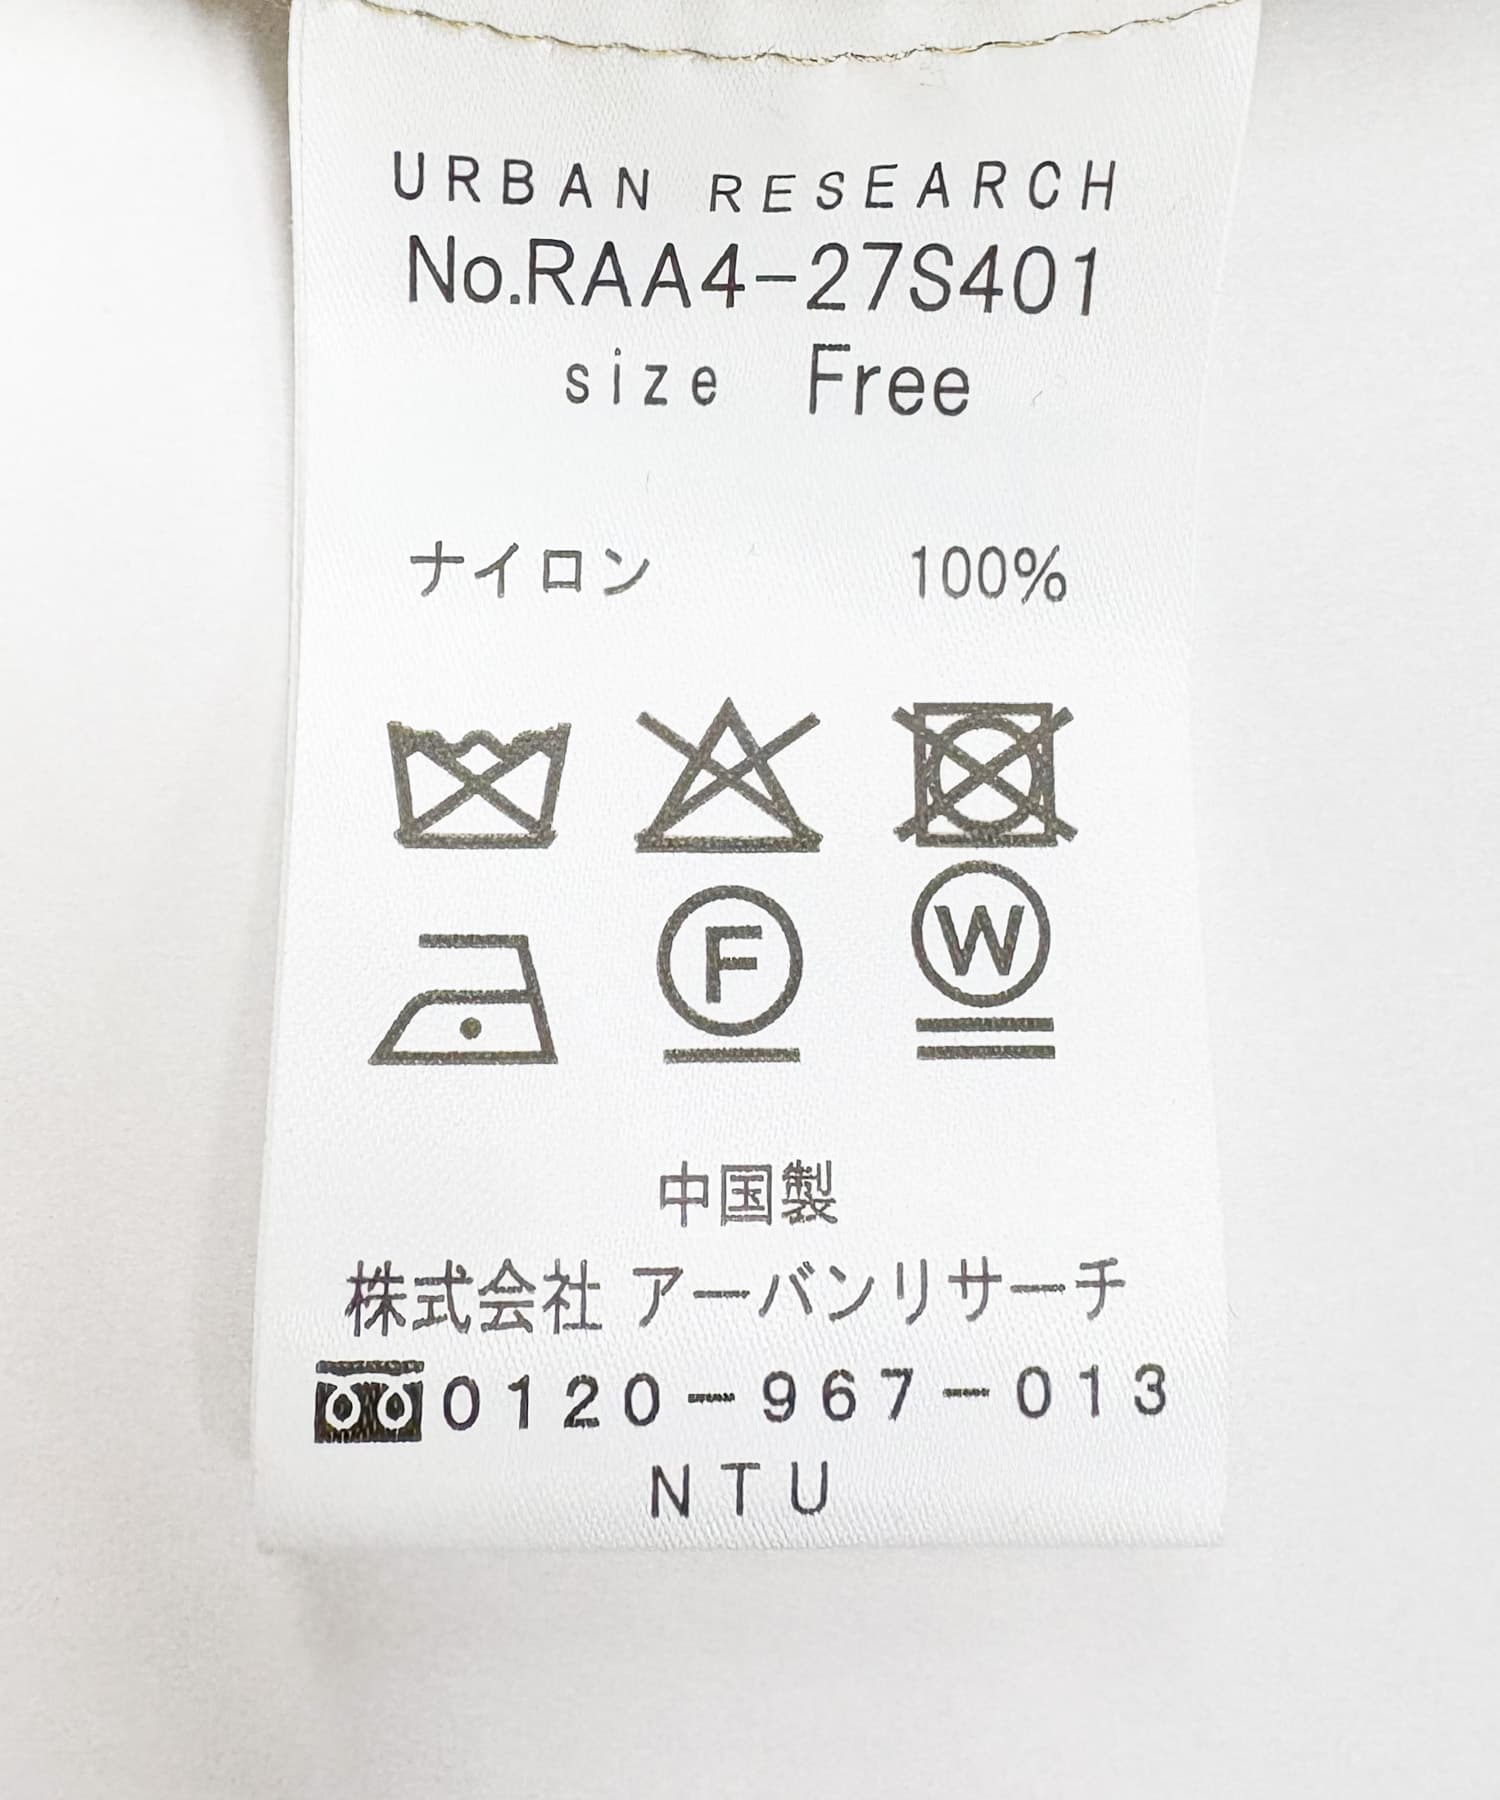 URBAN RESEARCH
No.RAA4-27S401
size Free
ナイロン 100%
F W
中国製
株式会社 アーバンリサーチ
0120-967-013
NTU